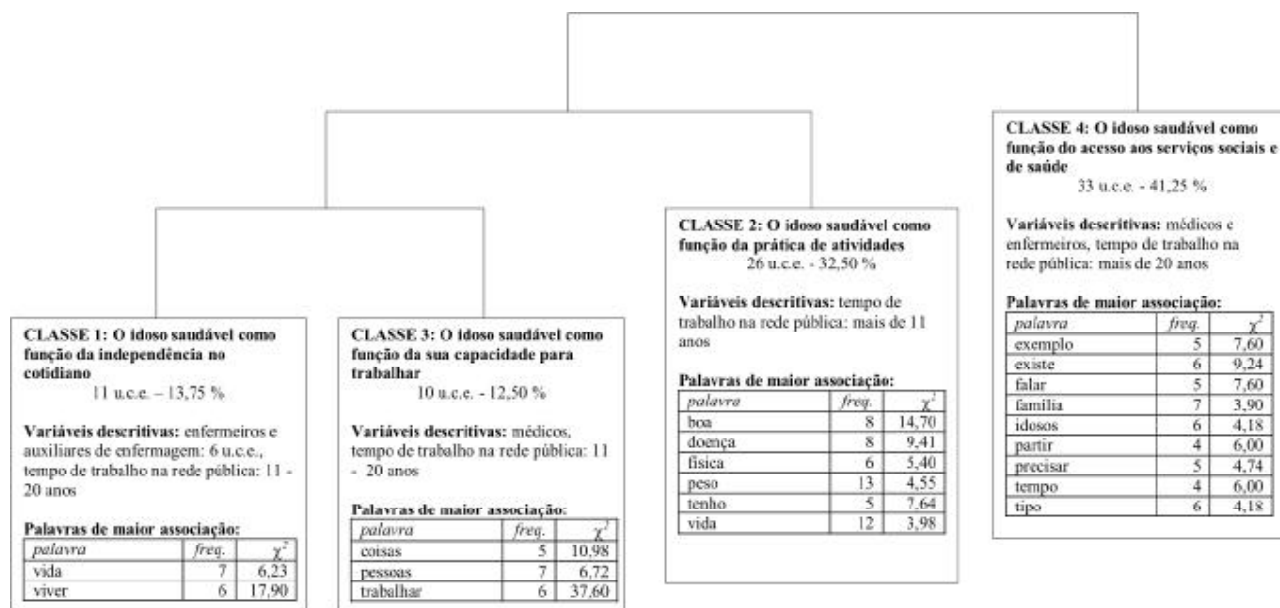 CLASSE 4: O idoso saudável como
função do acesso aos serviços sociais e
de saúde
33 u.c.e. - 41,25 %
Variáveis descritivas: médicos e
enfermeiros, tempo de trabalho na
rede pública: mais de 20 anos
Palavras de maior associação:
palavra freq. χ²
exemplo 5 7,60
existe 6 9,24
falar 5 7,60
família 7 3,90
idosos 6 4,18
partir 4 6,00
precisar 5 4,74
tempo 4 6,00
tipo 6 4,18
CLASSE 2: O idoso saudável como
função da prática de atividades
26 u.c.e. - 32,50 %
Variáveis descritivas: tempo de
trabalho na rede pública: mais de 11
anos
Palavras de maior associação:
palavra freq. χ²
boa 8 14,70
doença 8 9,41
física 6 5,40
peso 13 4,55
tenho 5 7,64
vida 12 3,98
CLASSE 1: O idoso saudável como
função da independência no
cotidiano
11 u.c.e. – 13,75 %
Variáveis descritivas: enfermeiros e
auxiliares de enfermagem: 6 u.c.e.,
tempo de trabalho na rede pública: 11 -
20 anos
Palavras de maior associação:
palavra freq. χ²
vida 7 6,23
viver 6 17,90
CLASSE 3: O idoso saudável como
função da sua capacidade para
trabalhar
10 u.c.e. - 12,50 %
Variáveis descritivas: médicos,
tempo de trabalho na rede pública: 11
- 20 anos
Palavras de maior associação:
palavra freq. χ²
coisas 5 10,98
pessoas 7 6,72
trabalhar 6 37,60